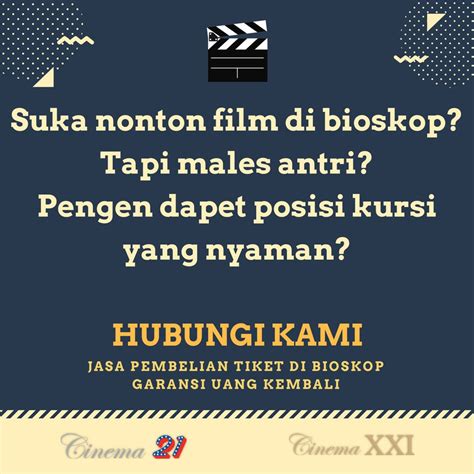 Suka nonton film di bioskop?
Tapi males antri?
Pengen dapet posisi kursi
yang nyaman?
HUBUNGI KAMI
JASA PEMBELIAN TIKET DI BIOSKOP
GARANSI UANG KEMBALI
Cinema 21
Cinema XXI